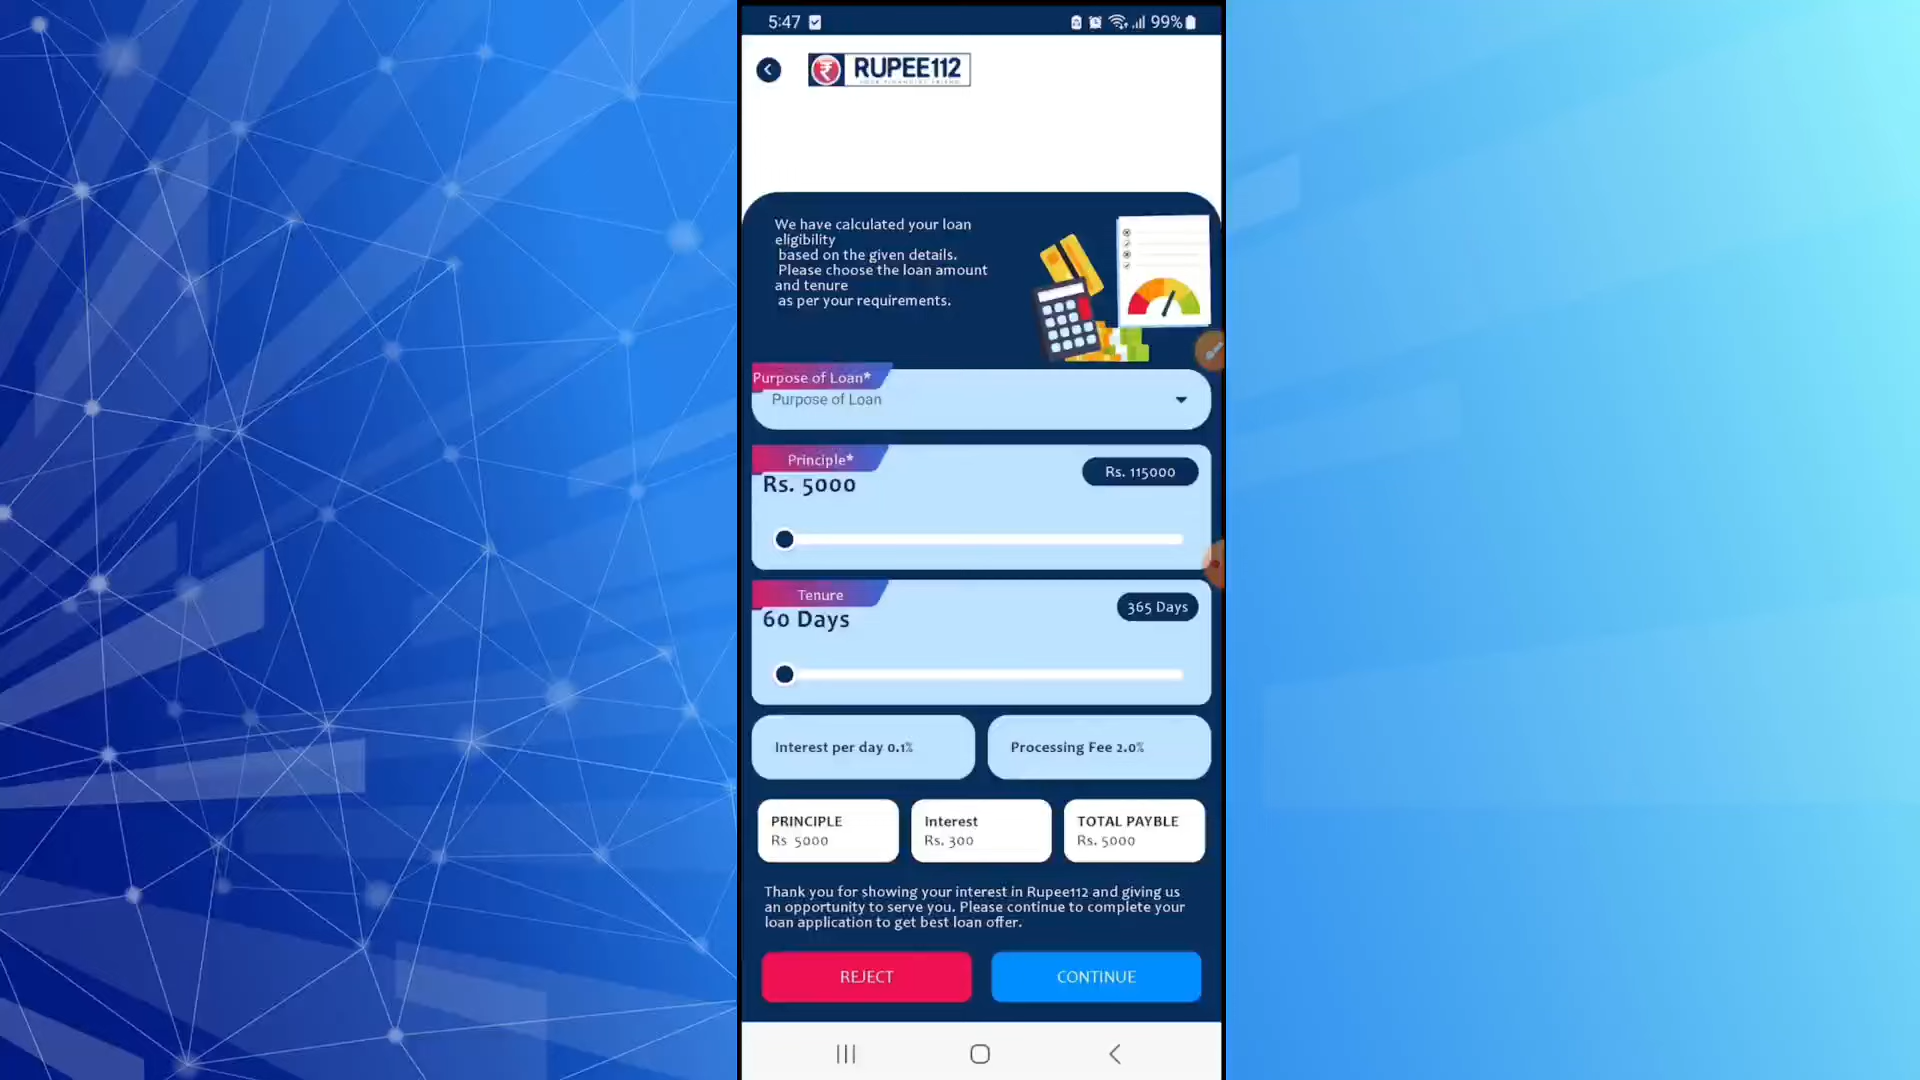 5:47
99%
RUPEE112
We have calculated your loan
eligibility
based on the given details.
Please choose the loan amount
and tenure
as per your requirements.
Purpose of Loan*
Purpose of Loan
Principle*
Rs. 115000
Rs. 5000
Tenure
365 Days
60 Days
Interest per day 0.1%
Processing Fee 2.0%
PRINCIPLE
Rs 5000
Interest
Rs. 300
TOTAL PAYBLE
Rs. 5000
Thank you for showing your interest in Rupee112 and giving us
an opportunity to serve you. Please continue to complete your
loan application to get best loan offer.
REJECT
CONTINUE